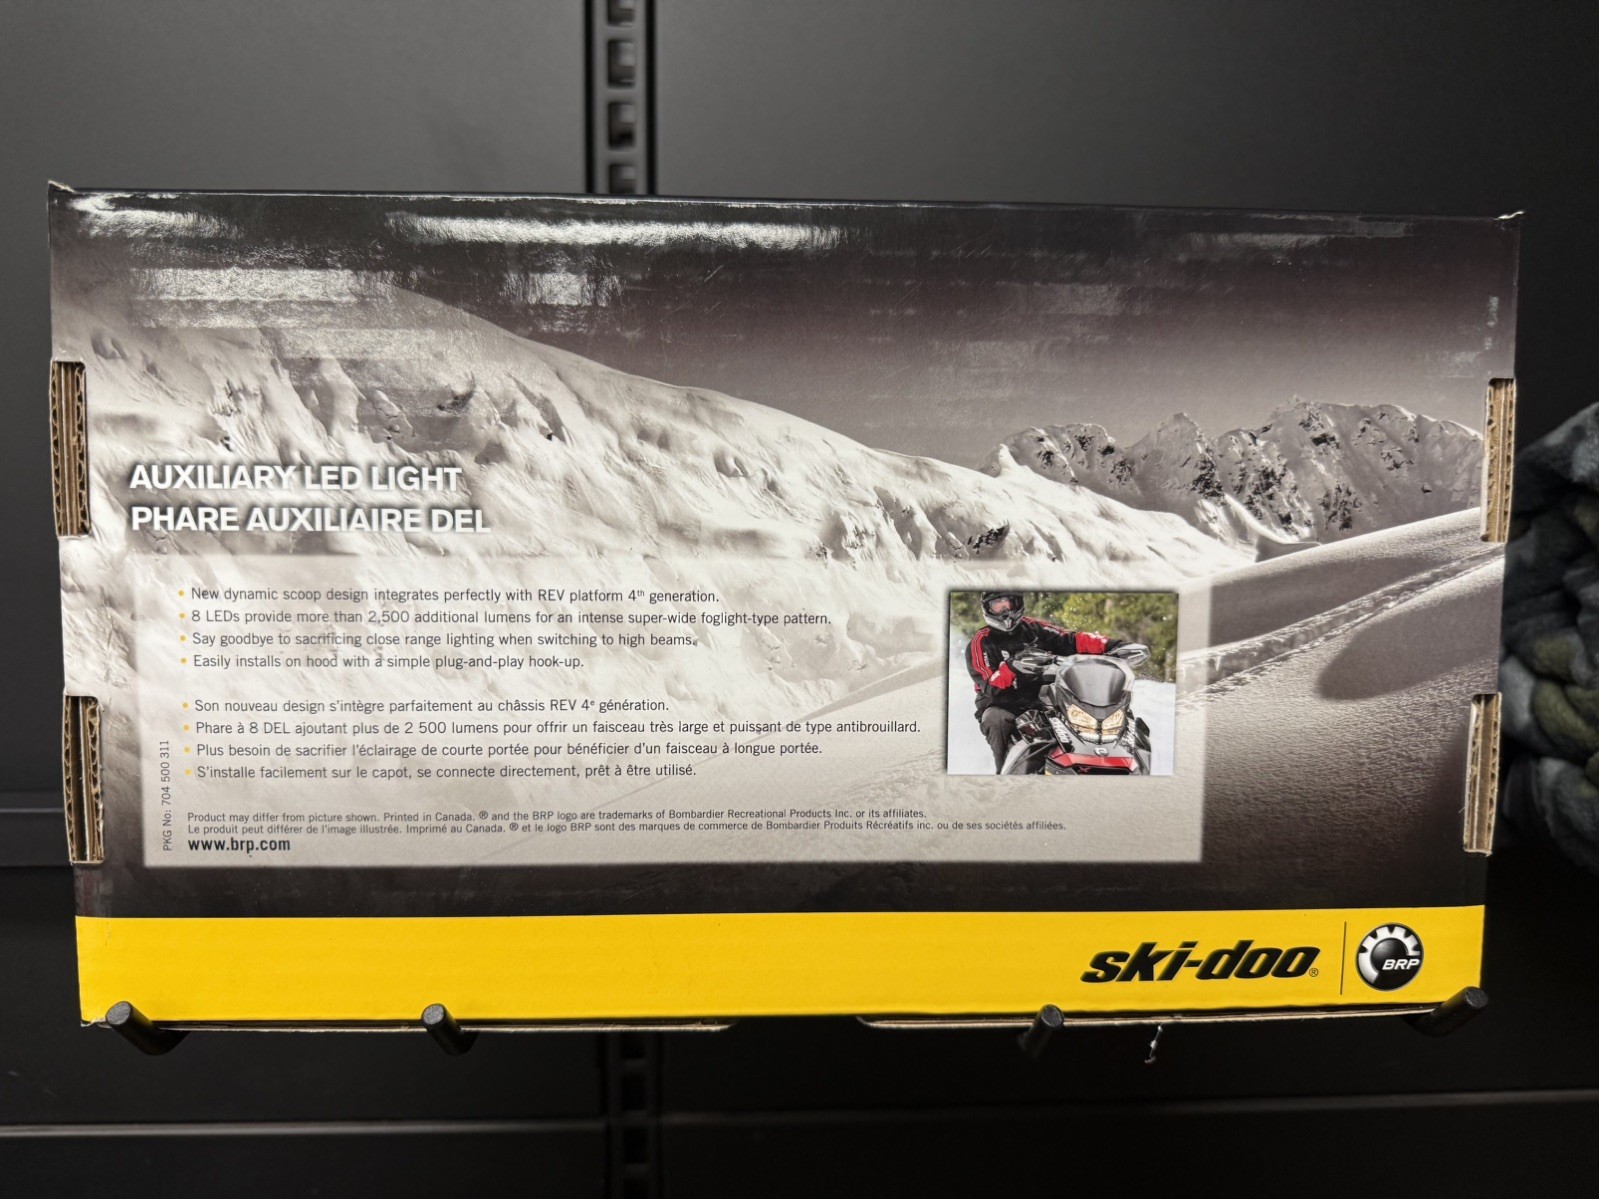 AUXILIARY LED LIGHT
PHARE AUXILIAIRE DEL
• New dynamic scoop design integrates perfectly with REV platform 4th generation.
• 8 LEDs provide more than 2,500 additional lumens for an intense super-wide foglight-type pattern.
• Say goodbye to sacrificing close range lighting when switching to high beams.
• Easily installs on hood with a simple plug-and-play hook-up.
• Son nouveau design s'intègre parfaitement au châssis REV 4e génération.
• Phare à 8 DEL ajoutant plus de 2 500 lumens pour offrir un faisceau très large et puissant de type antibrouillard.
• Plus besoin de sacrifier l'éclairage de courte portée pour bénéficier d'un faisceau à longue portée.
• S'installe facilement sur le capot, se connecte directement, prêt à être utilisé.
PKG No: 704 500 311
Product may differ from picture shown. Printed in Canada. ® and the BRP logo are trademarks of Bombardier Recreational Products Inc. or its affiliates.
Le produit peut différer de l'image illustrée. Imprimé au Canada. ® et le logo BRP sont des marques de commerce de Bombardier Produits Récréatifs inc. ou de ses sociétés affiliées.
www.brp.com
ski-doo®
BRP